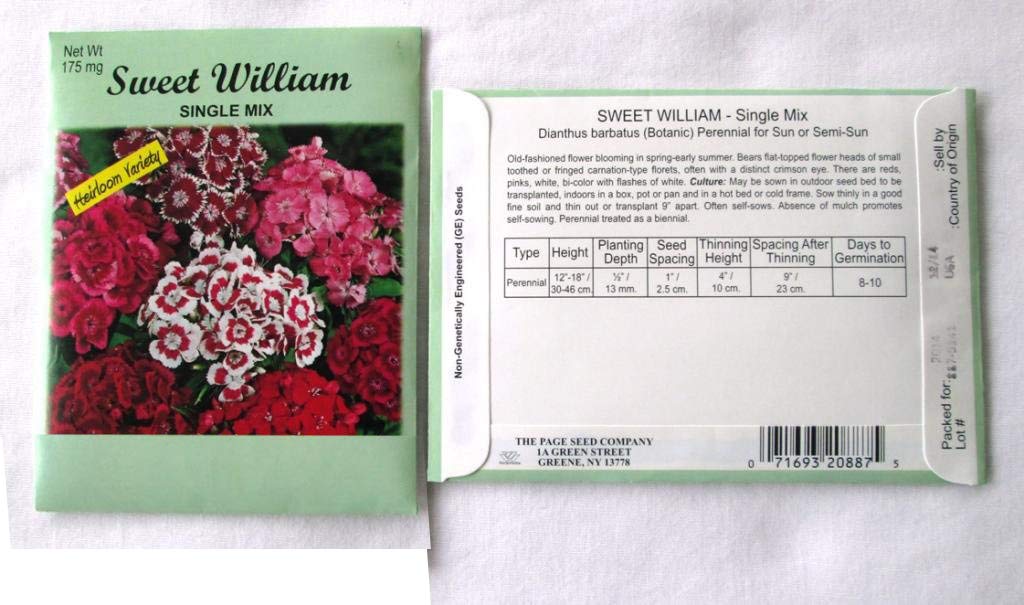 Net Wt
175 mg
Sweet William
SINGLE MIX
Heirloom Variety
Non-Genetically Engineered (GE) Seeds
SWEET WILLIAM - Single Mix
Dianthus barbatus (Botanic) Perennial for Sun or Semi-Sun
Old-fashioned flower blooming in spring-early summer. Bears flat-topped flower heads of small
toothed or fringed carnation-type florets, often with a distinct crimson eye. There are reds,
pinks, white, bi-color with flashes of white. Culture: May be sown in outdoor seed bed to be
transplanted, indoors in a box, pot or pan and in a hot bed or cold frame. Sow thinly in a good
fine soil and thin out or transplant 9" apart. Often self-sows. Absence of mulch promotes
self-sowing. Perennial treated as a biennial.
Type Height Planting Depth Seed Spacing Thinning Height Spacing After Thinning Days to Germination
Perennial 12"-18" / 30-46 cm. ½" / 13 mm. 1" / 2.5 cm. 4" / 10 cm. 9" / 23 cm. 8-10
THE PAGE SEED COMPANY
1A GREEN STREET
GREENE, NY 13778
0 71693 20887 5
:Sell by
:Country of Origin
12/14
USA
Packed for: 2014
Lot #